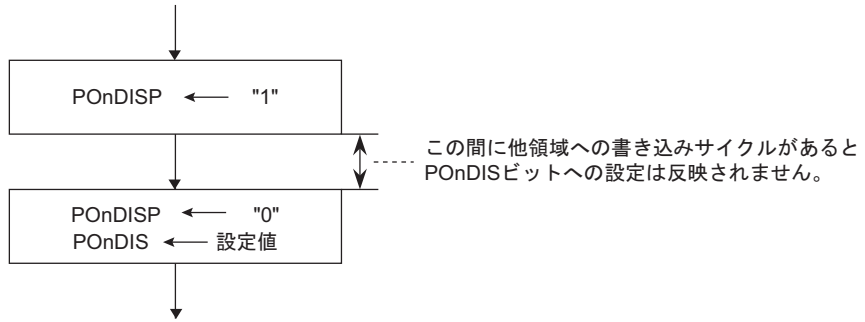 POnDISP ← "1"
この間に他領域への書き込みサイクルがあると
POnDISビットへの設定は反映されません。
POnDISP ← "0"
POnDIS ← 設定値